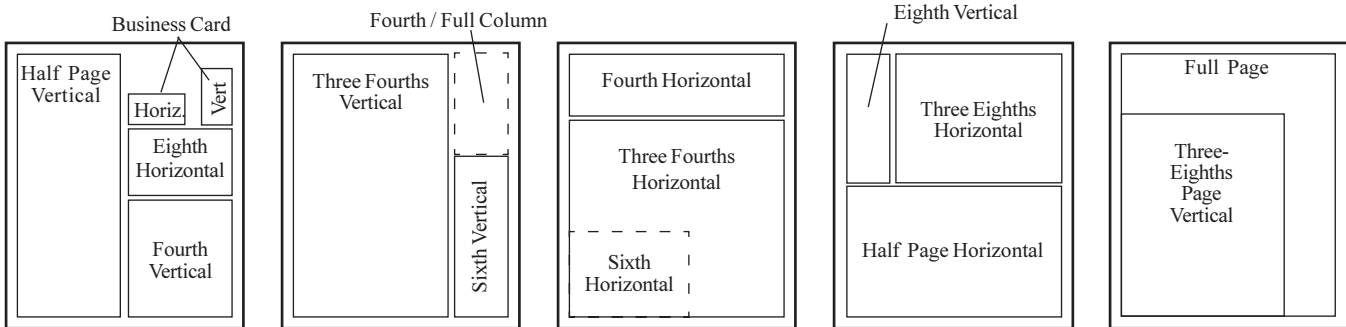 Business Card
Half Page
Vertical
Horiz.
Vert
Eighth
Horizontal
Fourth
Vertical
Fourth / Full Column
Three Fourths
Vertical
Sixth Vertical
Fourth Horizontal
Three Fourths
Horizontal
Sixth
Horizontal
Eighth Vertical
Three Eighths
Horizontal
Half Page Horizontal
Full Page
Three-
Eighths
Page
Vertical